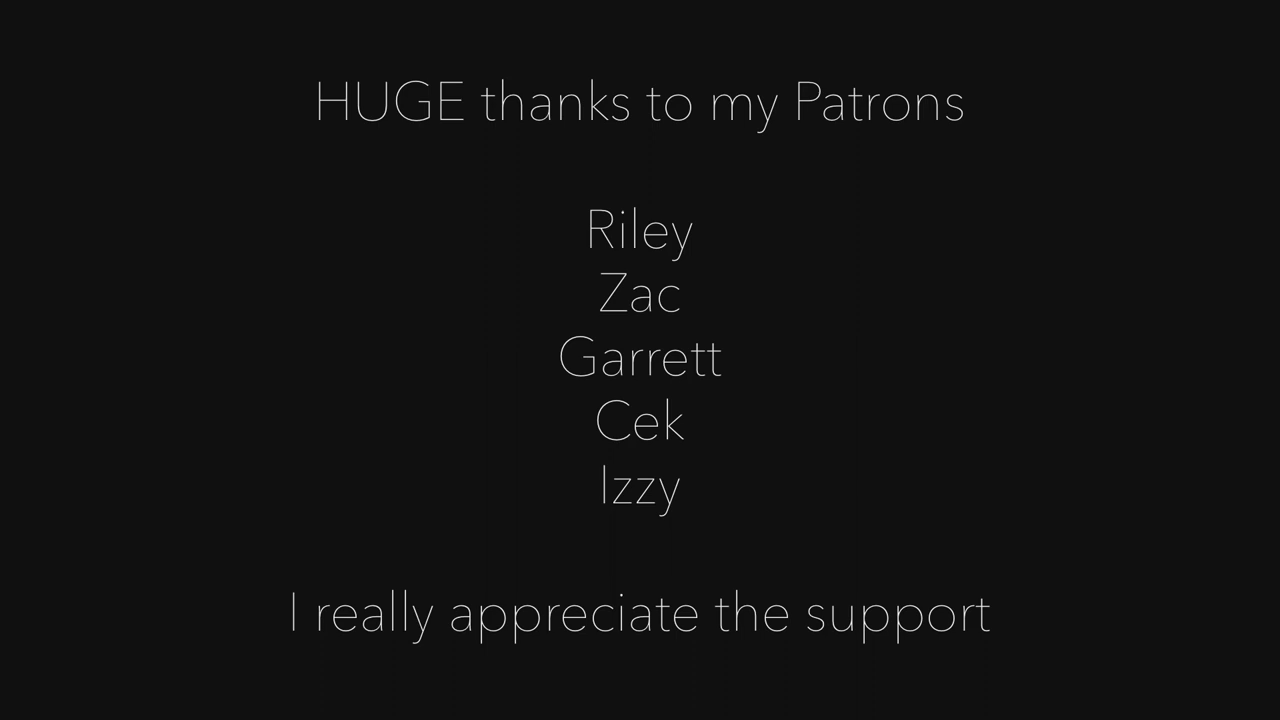 HUGE thanks to my Patrons
Riley
Zac
Garrett
Cek
Izzy
I really appreciate the support